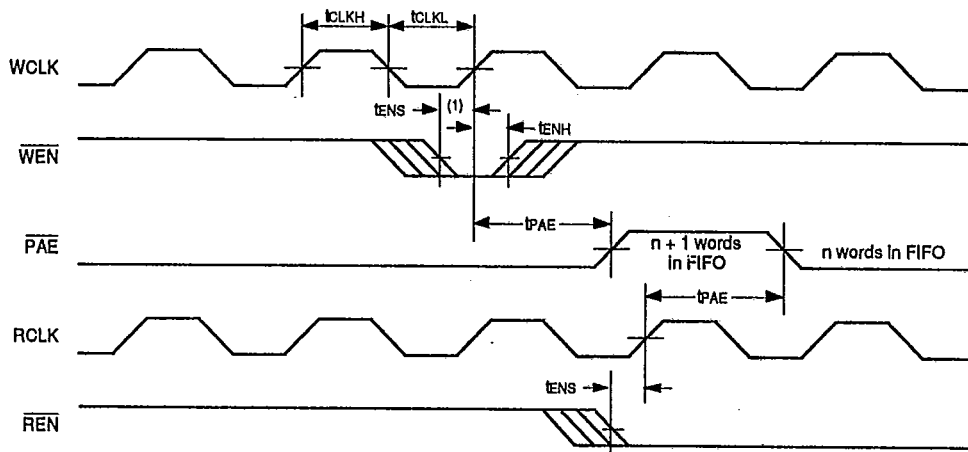 tCLKH tCLKL
WCLK
tENS (1)
tENH
WEN
tPAE
PAE
n + 1 words
in FIFO
n words in FIFO
tPAE
RCLK
tENS
REN